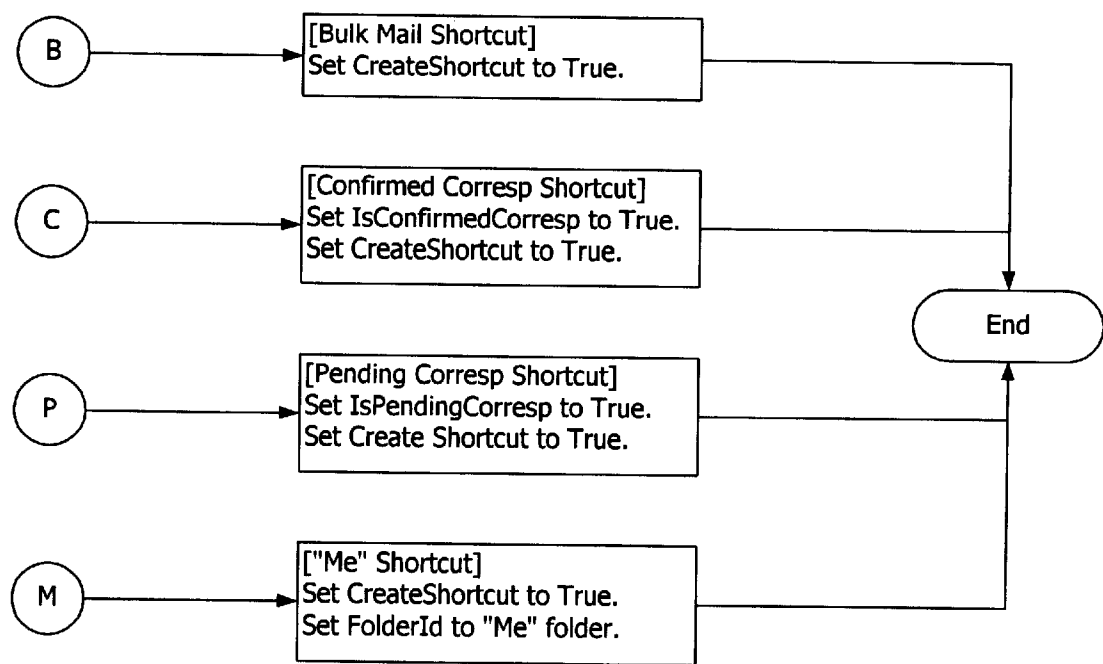 B
[Bulk Mail Shortcut]
Set CreateShortcut to True.
C
[Confirmed Corresp Shortcut]
Set IsConfirmedCorresp to True.
Set CreateShortcut to True.
End
P
[Pending Corresp Shortcut]
Set IsPendingCorresp to True.
Set Create Shortcut to True.
M
["Me" Shortcut]
Set CreateShortcut to True.
Set FolderId to "Me" folder.